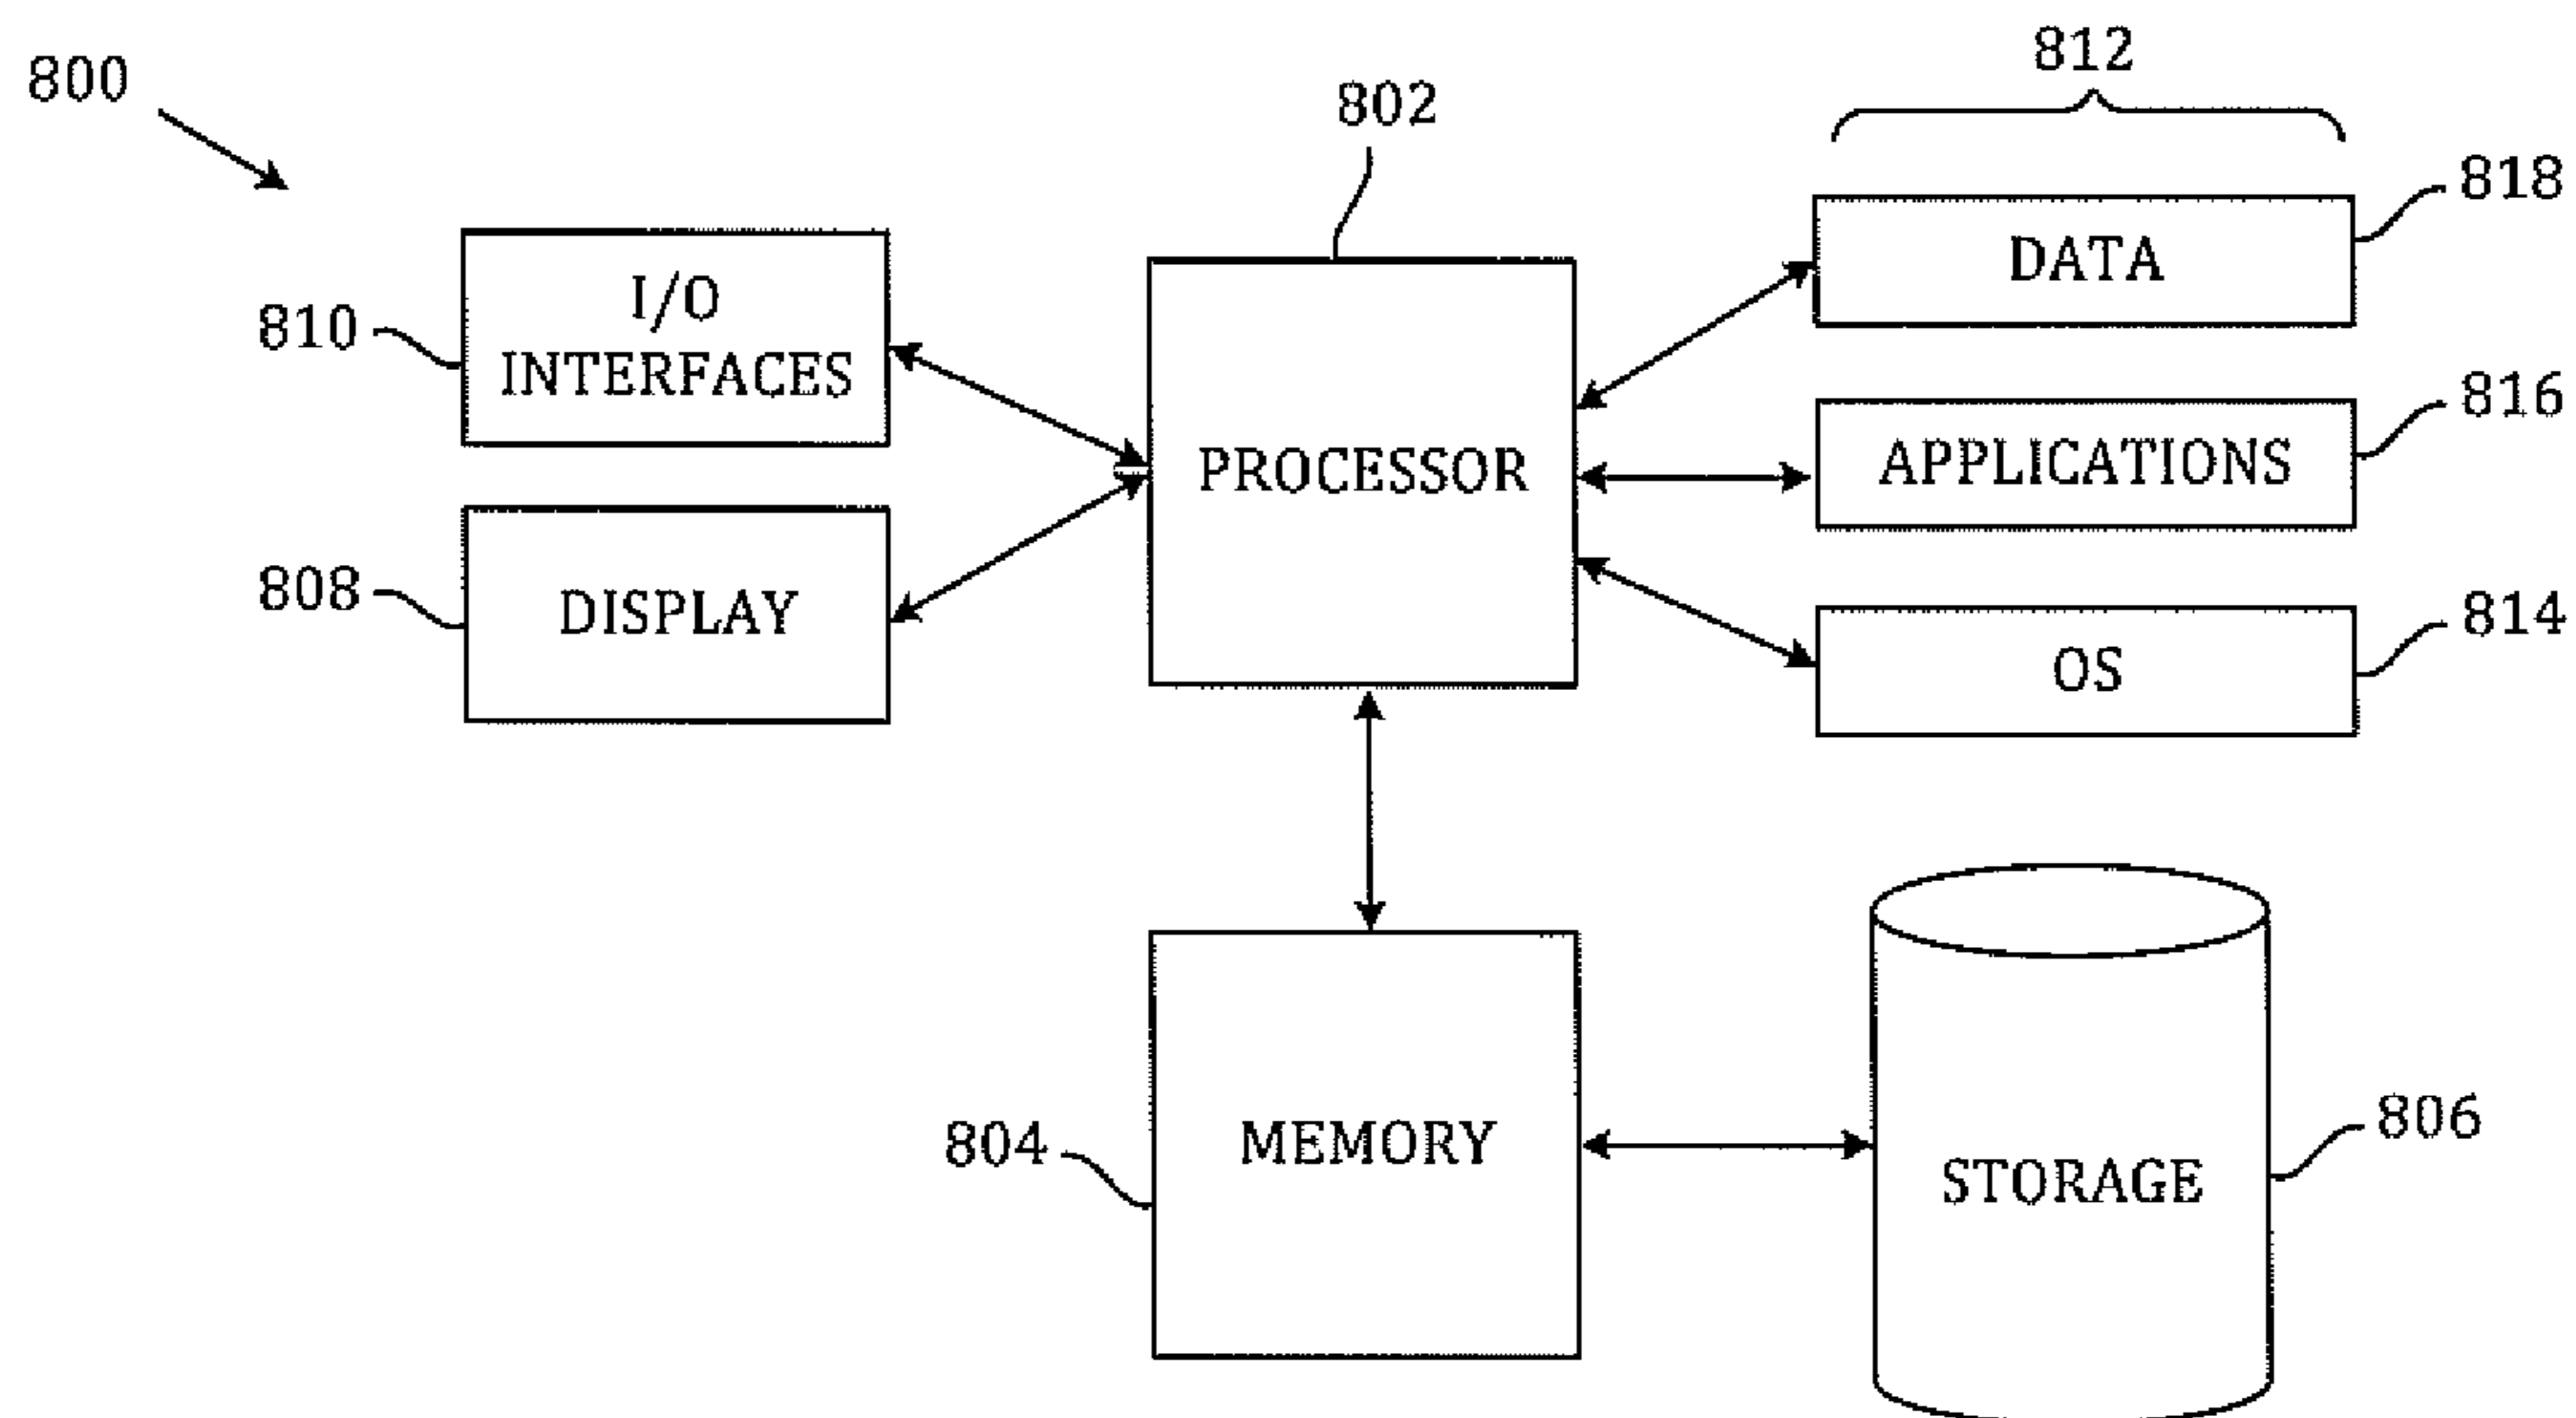 800
802
812
818
I/O
INTERFACES
810
DATA
816
PROCESSOR
APPLICATIONS
808
DISPLAY
814
OS
804
MEMORY
806
STORAGE